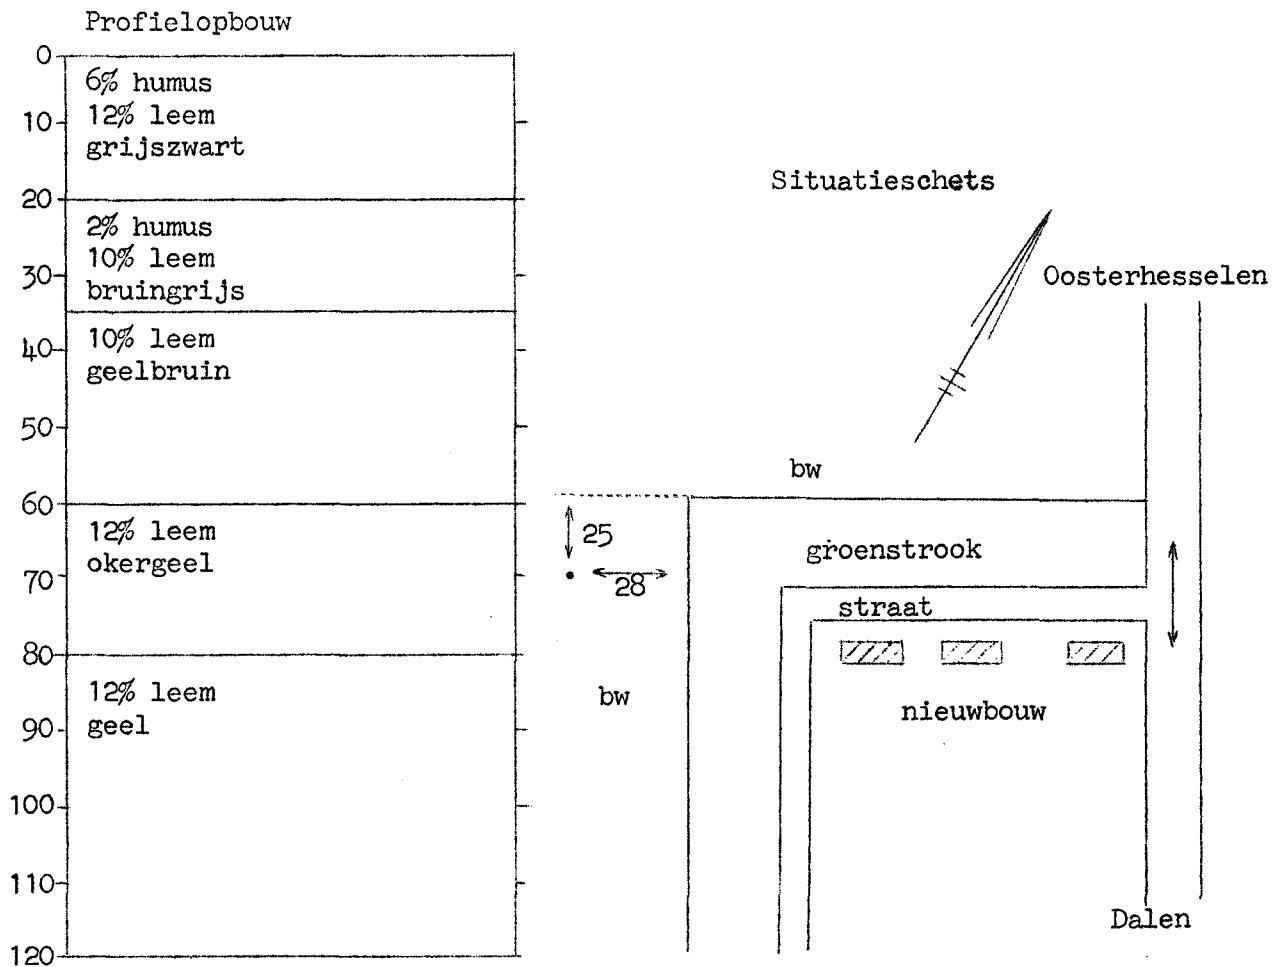 Profielopbouw
0
6% humus
12% leem
10
grijszwart
20
2% humus
10% leem
30
bruingrijs
10% leem
40
geelbruin
50
60
12% leem
okergeel
70
80
12% leem
geel
90
100
110
120
Situatieschets
Oosterhesselen
bw
25
groenstrook
28
straat
bw
nieuwbouw
Dalen